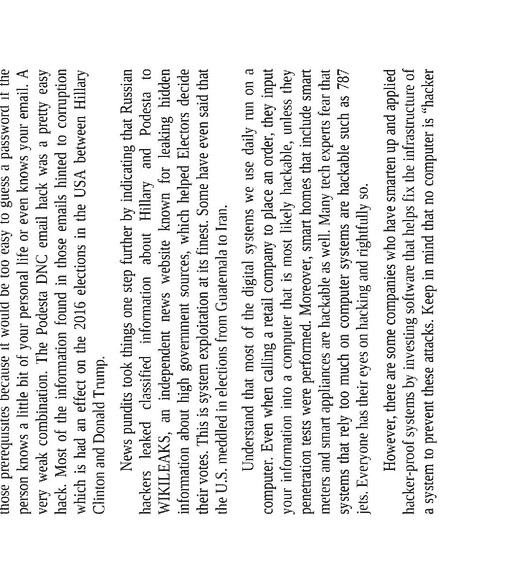 those prerequisites because it would be too easy to guess a password if the
person knows a little bit of your personal life or even knows your email. A
very weak combination. The Podesta DNC email hack was a pretty easy
hack. Most of the information found in those emails hinted to corruption
which is had an effect on the 2016 elections in the USA between Hillary
Clinton and Donald Trump.
News pundits took things one step further by indicating that Russian
hackers leaked classified information about Hillary and Podesta to
WIKILEAKS, an independent news website known for leaking hidden
information about high government sources, which helped Electors decide
their votes. This is system exploitation at its finest. Some have even said that
the U.S. meddled in elections from Guatemala to Iran.
Understand that most of the digital systems we use daily run on a
computer. Even when calling a retail company to place an order, they input
your information into a computer that is most likely hackable, unless they
penetration tests were performed. Moreover, smart homes that include smart
meters and smart appliances are hackable as well. Many tech experts fear that
systems that rely too much on computer systems are hackable such as 787
jets. Everyone has their eyes on hacking and rightfully so.
However, there are some companies who have smarten up and applied
hacker-proof systems by investing software that helps fix the infrastructure of
a system to prevent these attacks. Keep in mind that no computer is “hacker